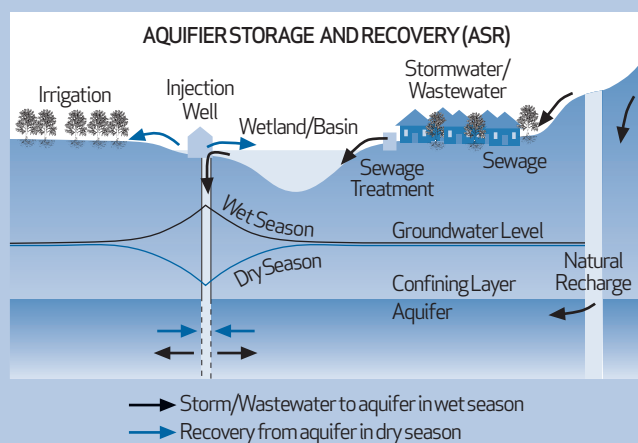 AQUIFIER STORAGE AND RECOVERY (ASR)
Irrigation
Injection
Well
Wetland/Basin
Stormwater/
Wastewater
Sewage
Treatment
Sewage
Wet Season
Groundwater Level
Dry Season
Natural
Recharge
Confining Layer
Aquifer
Storm/Wastewater to aquifer in wet season
Recovery from aquifer in dry season